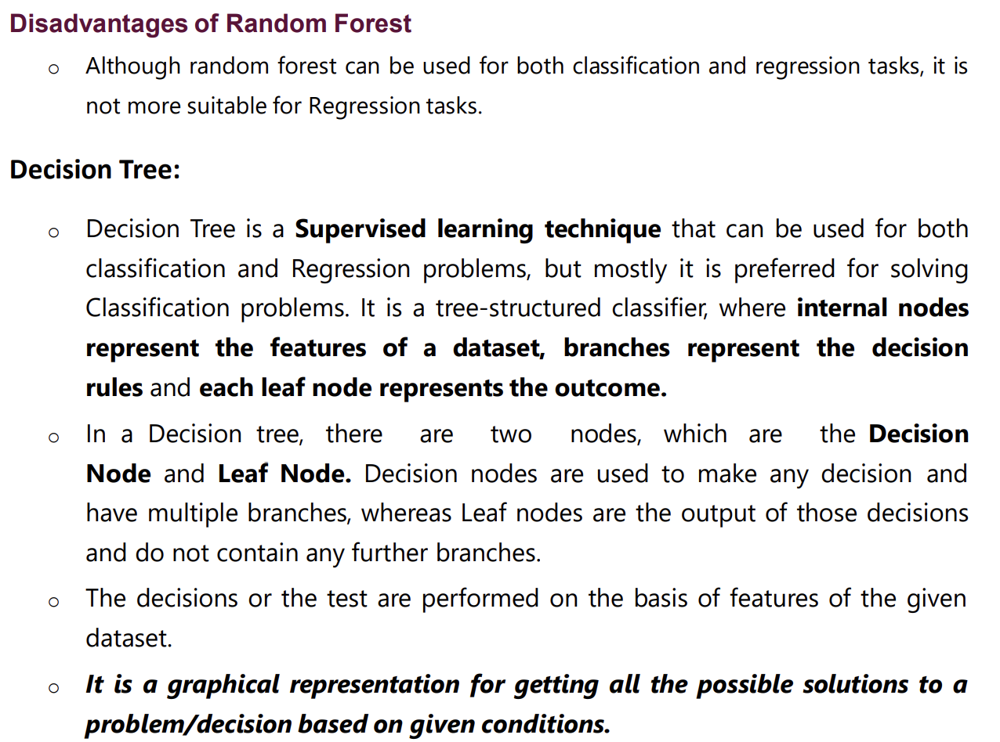 Disadvantages of Random Forest
o Although random forest can be used for both classification and regression tasks, it is
not more suitable for Regression tasks.
Decision Tree:
o Decision Tree is a Supervised learning technique that can be used for both
classification and Regression problems, but mostly it is preferred for solving
Classification problems. It is a tree-structured classifier, where internal nodes
represent the features of a dataset, branches represent the decision
rules and each leaf node represents the outcome.
o In a Decision tree, there are two nodes, which are the Decision
Node and Leaf Node. Decision nodes are used to make any decision and
have multiple branches, whereas Leaf nodes are the output of those decisions
and do not contain any further branches.
o The decisions or the test are performed on the basis of features of the given
dataset.
o It is a graphical representation for getting all the possible solutions to a
problem/decision based on given conditions.